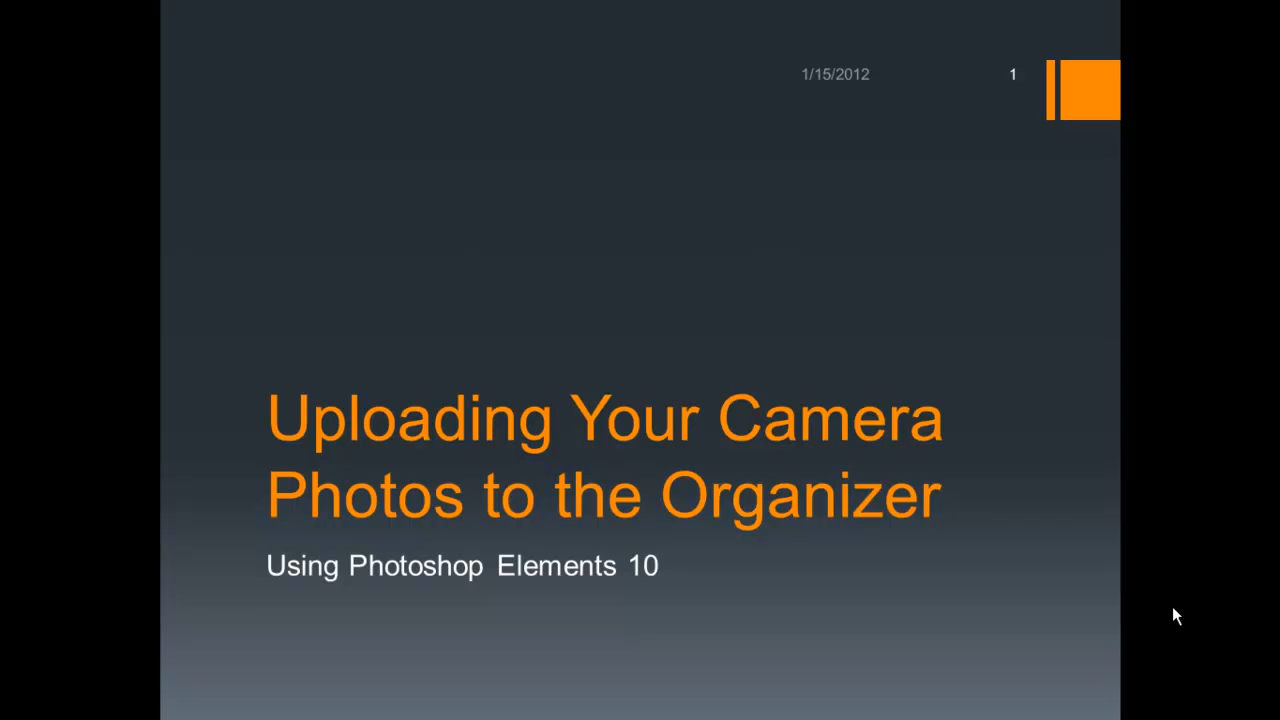 1/15/2012 1
Uploading Your Camera
Photos to the Organizer
Using Photoshop Elements 10